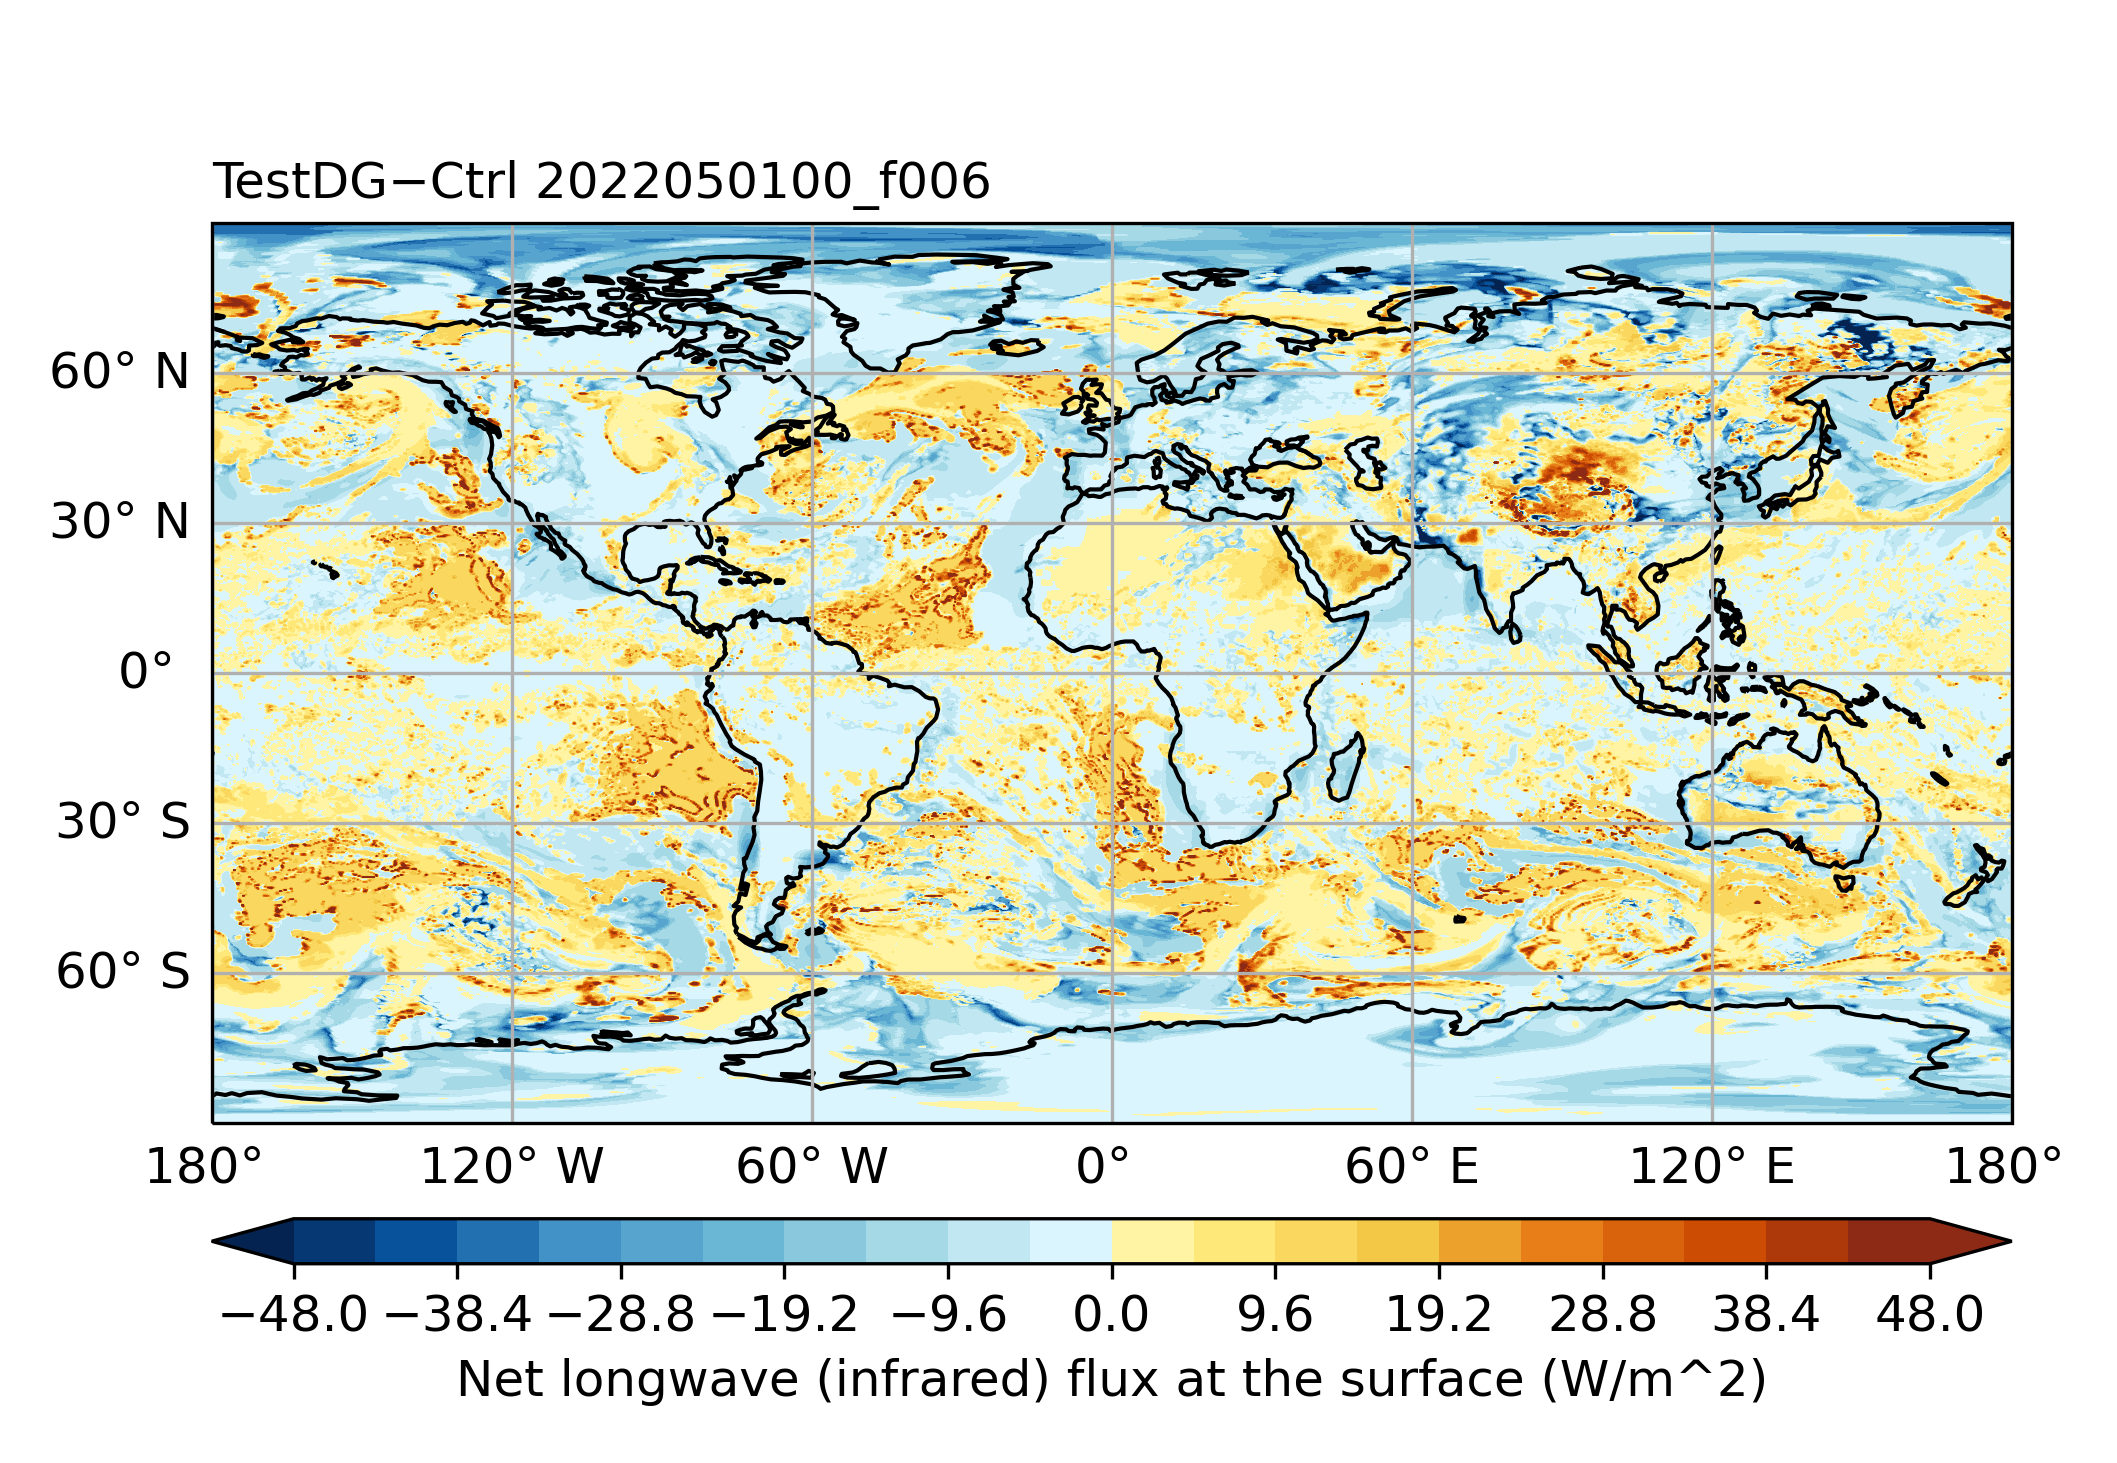 TestDG−Ctrl 2022050100_f006
60° N
30° N
0°
30° S
60° S
180° 120° W 60° W 0° 60° E 120° E 180°
−48.0 −38.4 −28.8 −19.2 −9.6 0.0 9.6 19.2 28.8 38.4 48.0
Net longwave (infrared) flux at the surface (W/m^2)